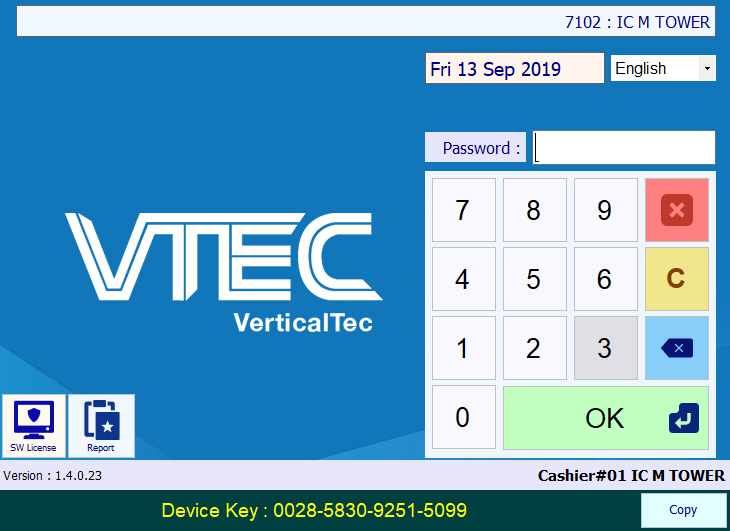 7102 : IC M TOWER
Fri 13 Sep 2019 English
Password :
7 8 9
4 5 6 C
1 2 3
0 OK
VTEC
VerticalTec
SW License Report
Version : 1.4.0.23 Cashier#01 IC M TOWER
Device Key : 0028-5830-9251-5099 Copy